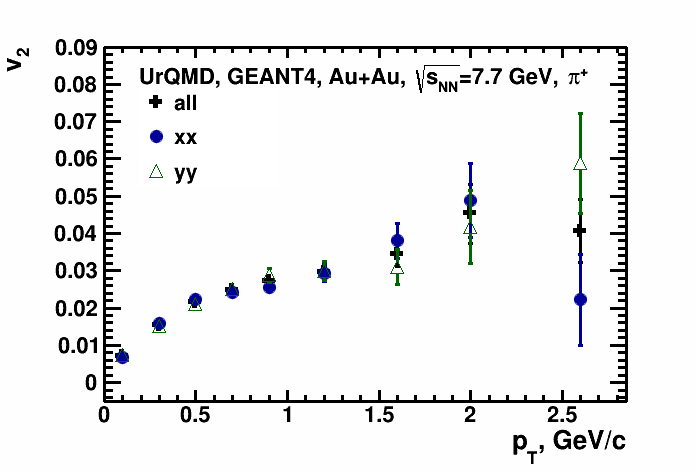 v2
0.09
UrQMD, GEANT4, Au+Au, √sNN=7.7 GeV, π+
0.08
all
0.07
xx
0.06
yy
0.05
0.04
0.03
0.02
0.01
0
0 0.5 1 1.5 2 2.5
pT, GeV/c